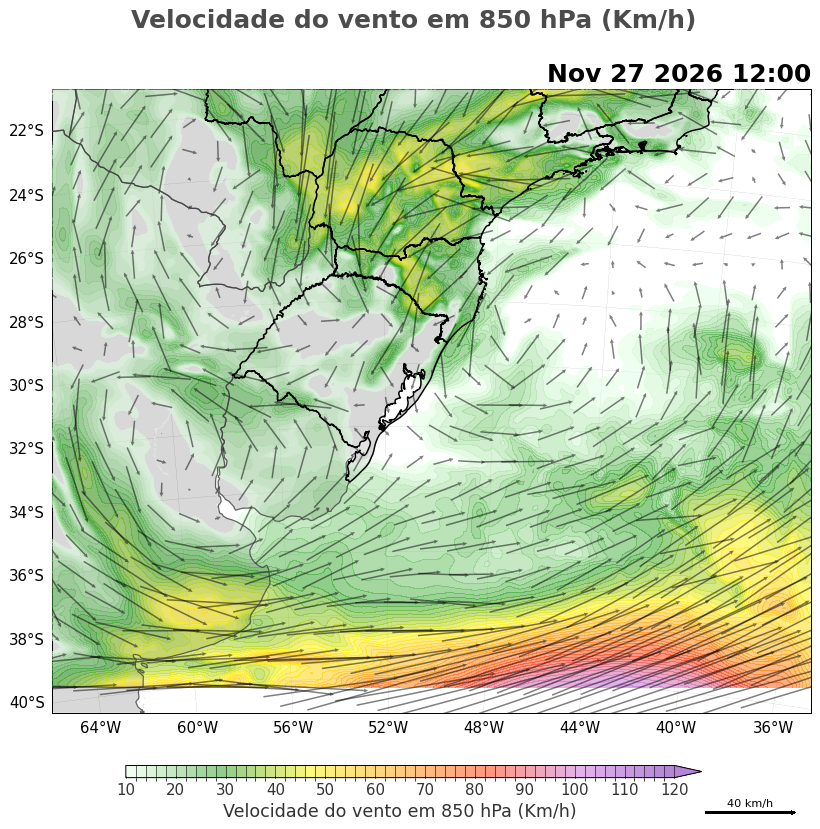 Velocidade do vento em 850 hPa (Km/h)
Nov 27 2026 12:00
22°S
24°S
26°S
28°S
30°S
32°S
34°S
36°S
38°S
40°S
64°W 60°W 56°W 52°W 48°W 44°W 40°W 36°W
10 20 30 40 50 60 70 80 90 100 110 120
Velocidade do vento em 850 hPa (Km/h)
40 km/h